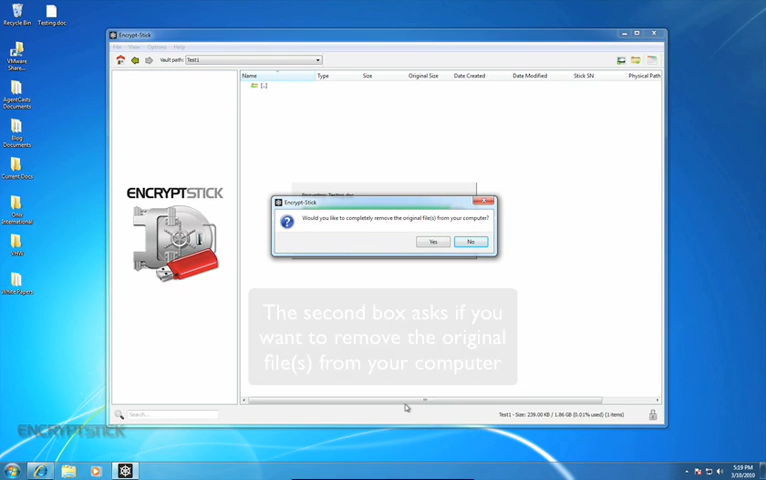 Recycle Bin
Testing.doc
VMware
Share...
AgentCasts
Documents
Blog
Documents
Current Docs
International
White Papers
Encrypt-Stick
File View Options Help
Vault path: Test1
Name Type Size Original Size Date Created Date Modified Stick SN Physical Path
[..]
ENCRYPTSTICK
Encrypt-Stick
Would you like to completely remove the original file(s) from your computer?
Yes No
The second box asks if you
want to remove the original
file(s) from your computer
Search...
Test1 - Size: 239.00 KB / 1.86 GB (0.01% used) (1 items)
ENCRYPTSTICK
5:19 PM
3/16/2010